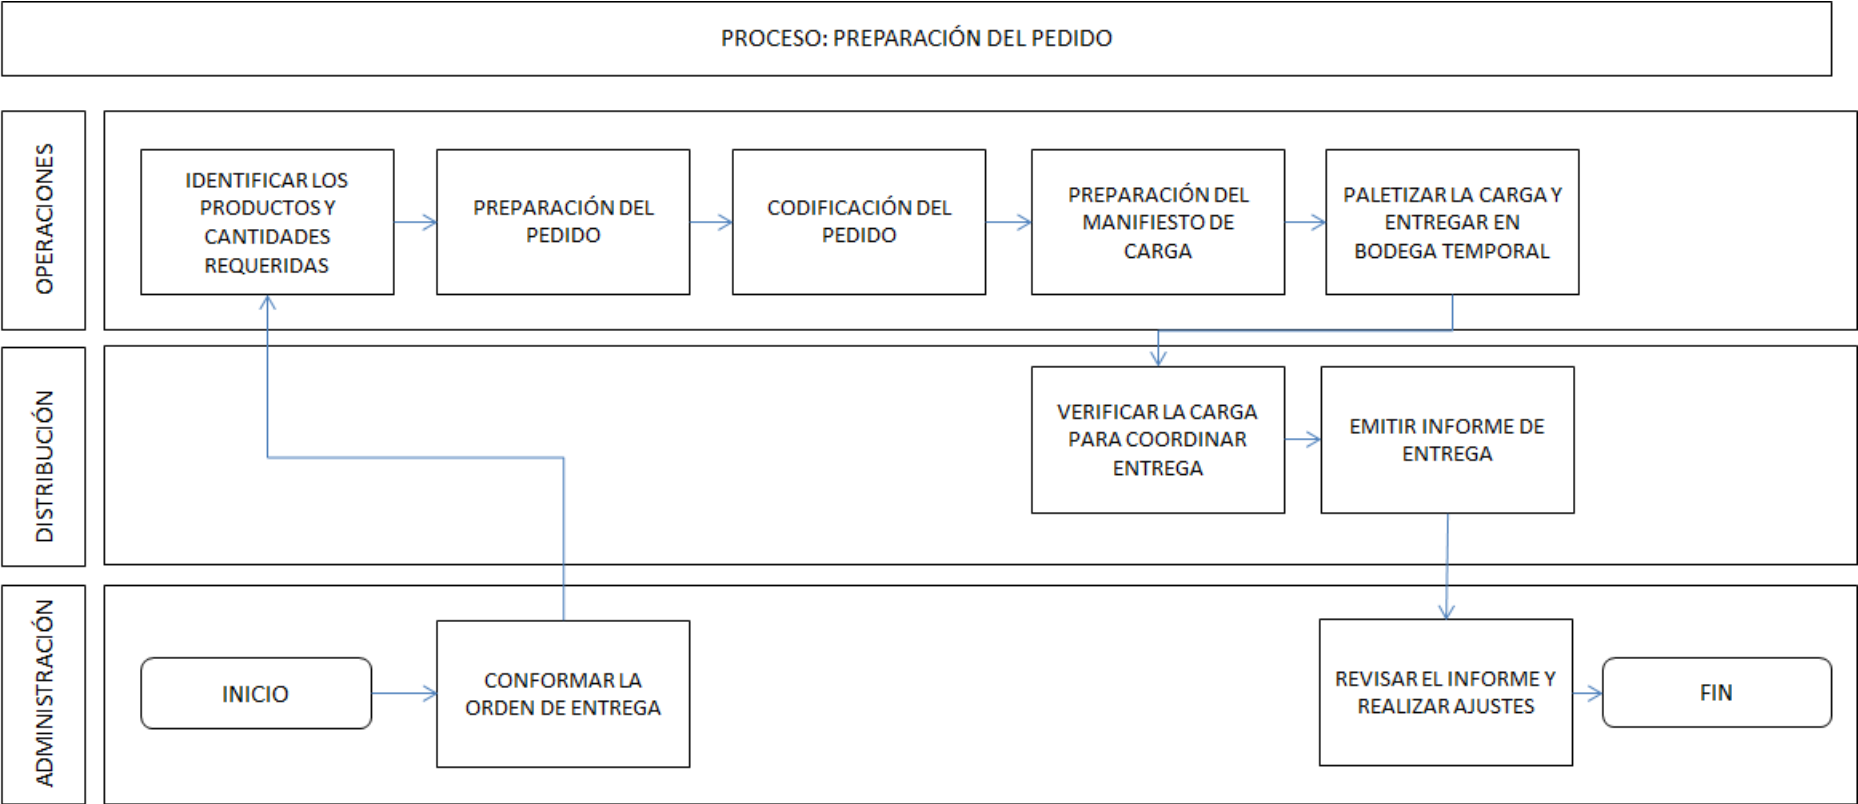 PROCESO: PREPARACIÓN DEL PEDIDO
OPERACIONES
IDENTIFICAR LOS
PRODUCTOS Y
CANTIDADES
REQUERIDAS
PREPARACIÓN DEL
PEDIDO
CODIFICACIÓN DEL
PEDIDO
PREPARACIÓN DEL
MANIFIESTO DE
CARGA
PALETIZAR LA CARGA Y
ENTREGAR EN
BODEGA TEMPORAL
DISTRIBUCIÓN
VERIFICAR LA CARGA
PARA COORDINAR
ENTREGA
EMITIR INFORME DE
ENTREGA
ADMINISTRACIÓN
INICIO
CONFORMAR LA
ORDEN DE ENTREGA
REVISAR EL INFORME Y
REALIZAR AJUSTES
FIN